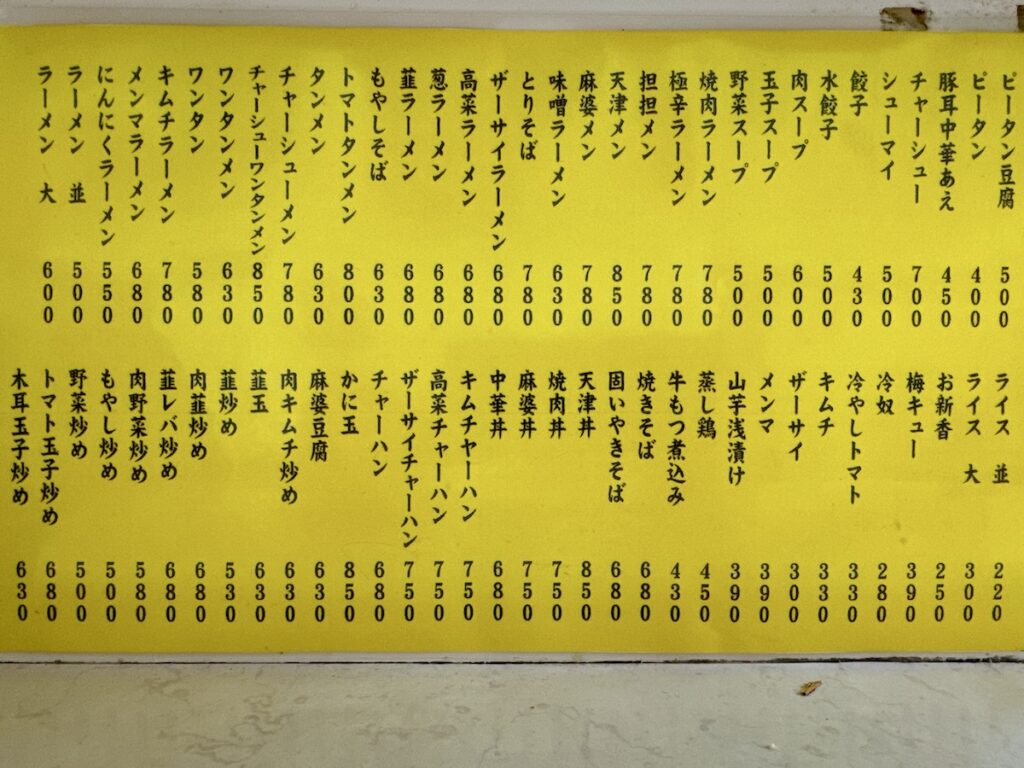 ピータン豆腐 500
ピータン 400
豚耳中華あえ 450
チャーシュー 700
シューマイ 500
餃子 430
水餃子 500
肉スープ 600
玉子スープ 500
野菜スープ 500
焼肉ラーメン 780
極辛ラーメン 780
担担メン 780
天津メン 850
麻婆メン 780
味噌ラーメン 630
とりそば 780
ザーサイラーメン 680
高菜ラーメン 680
葱ラーメン 680
韮ラーメン 680
もやしそば 630
トマトタンメン 800
タンメン 630
チャーシューメン 780
チャーシューワンタンメン 850
ワンタンメン 630
ワンタン 580
キムチラーメン 780
メンマラーメン 680
にんにくラーメン 550
ラーメン 並 500
ラーメン 大 600
ライス 並 220
ライス 大 300
お新香 250
梅キュー 390
冷奴 280
冷やしトマト 330
キムチ 330
ザーサイ 300
メンマ 390
山芋浅漬け 390
蒸し鶏 450
牛もつ煮込み 430
焼きそば 680
固いやきそば 680
天津丼 850
焼肉丼 750
麻婆丼 750
中華丼 680
キムチヤーハン 750
高菜チャーハン 750
ザーサイチャーハン 750
チャーハン 680
かに玉 850
麻婆豆腐 630
肉キムチ炒め 630
韮玉 630
韮炒め 530
肉韮炒め 680
韮レバ炒め 680
肉野菜炒め 580
もやし炒め 500
野菜炒め 500
トマト玉子炒め 680
木耳玉子炒め 630